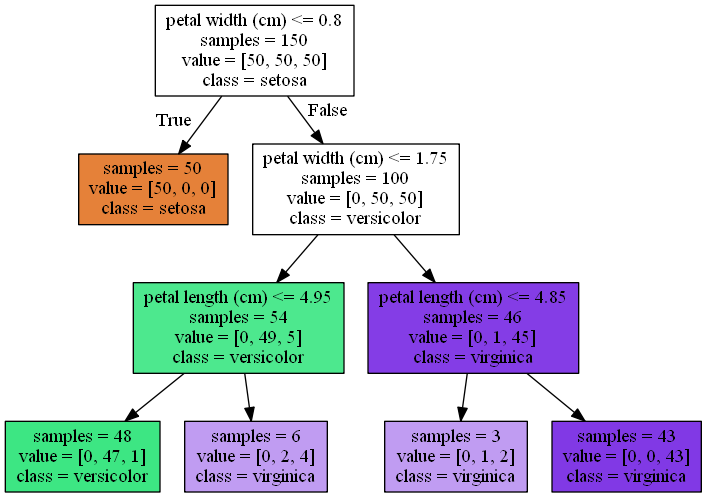 petal width (cm) <= 0.8
samples = 150
value = [50, 50, 50]
class = setosa
True
False
samples = 50
value = [50, 0, 0]
class = setosa
petal width (cm) <= 1.75
samples = 100
value = [0, 50, 50]
class = versicolor
petal length (cm) <= 4.95
samples = 54
value = [0, 49, 5]
class = versicolor
petal length (cm) <= 4.85
samples = 46
value = [0, 1, 45]
class = virginica
samples = 48
value = [0, 47, 1]
class = versicolor
samples = 6
value = [0, 2, 4]
class = virginica
samples = 3
value = [0, 1, 2]
class = virginica
samples = 43
value = [0, 0, 43]
class = virginica